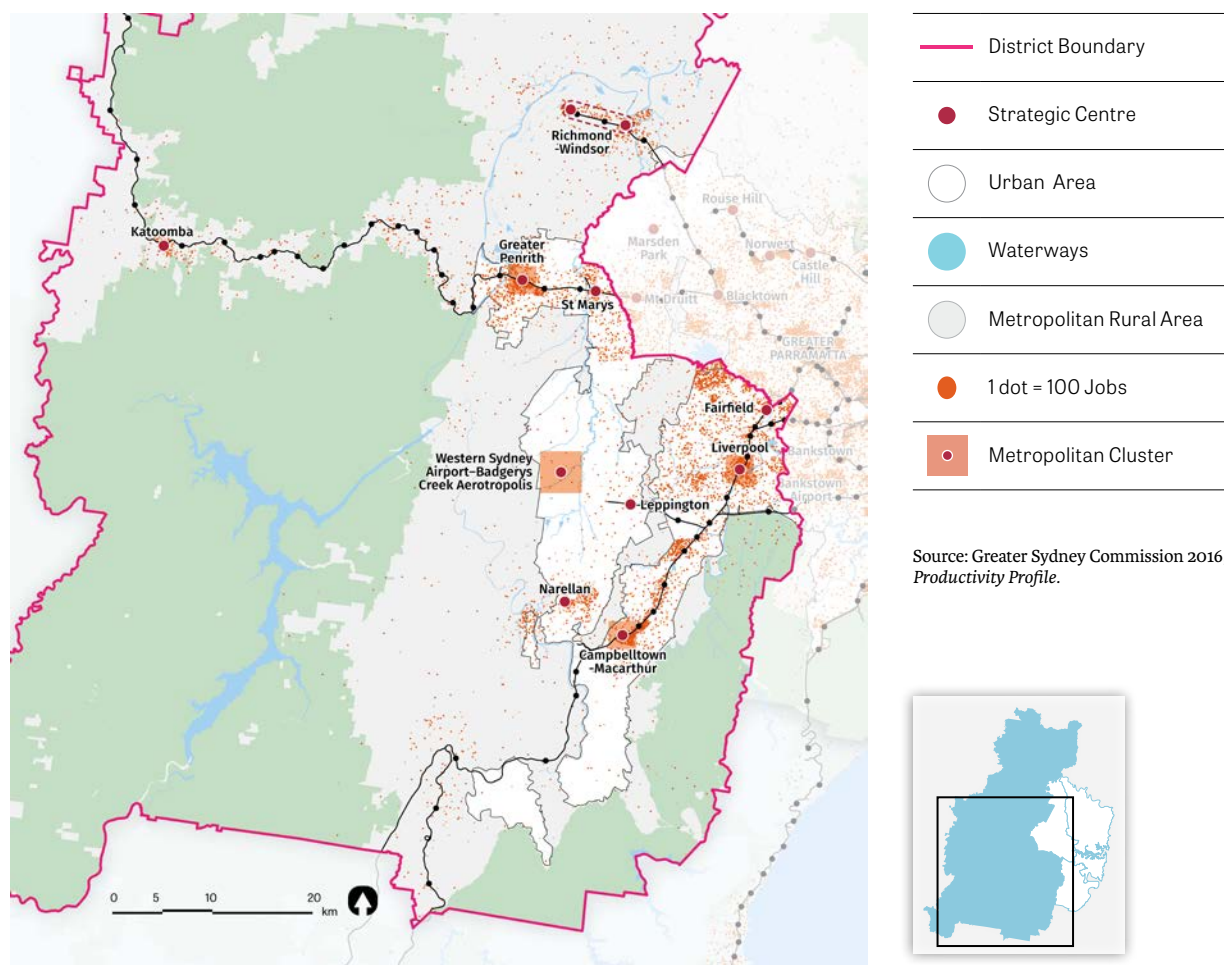 Richmond
-Windsor
Rouse Hill
Katoomba
Marsden
Park
Norwest
Castle
Hill
Greater
Penrith
St Marys
Mt Druitt
Blacktown
GREATER
PARRAMATTA
Fairfield
Liverpool
Bankstown
Western Sydney
Airport–Badgerys
Creek Aerotropolis
Bankstown
Airport
Leppington
Narellan
Campbelltown
-Macarthur
0 5 10 20
km
District Boundary
Strategic Centre
Urban Area
Waterways
Metropolitan Rural Area
1 dot = 100 Jobs
Metropolitan Cluster
Source: Greater Sydney Commission 2016
Productivity Profile.